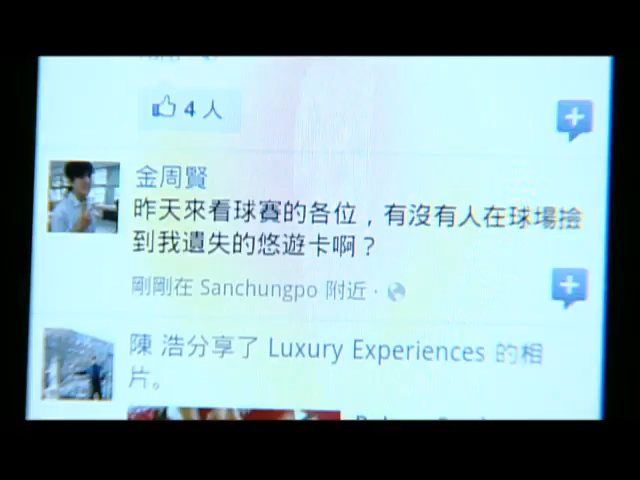 4 人
金周賢
昨天來看球賽的各位，有沒有人在球場撿
到我遺失的悠遊卡啊？
剛剛在 Sanchungpo 附近 ·
陳 浩分享了 Luxury Experiences 的相
片。